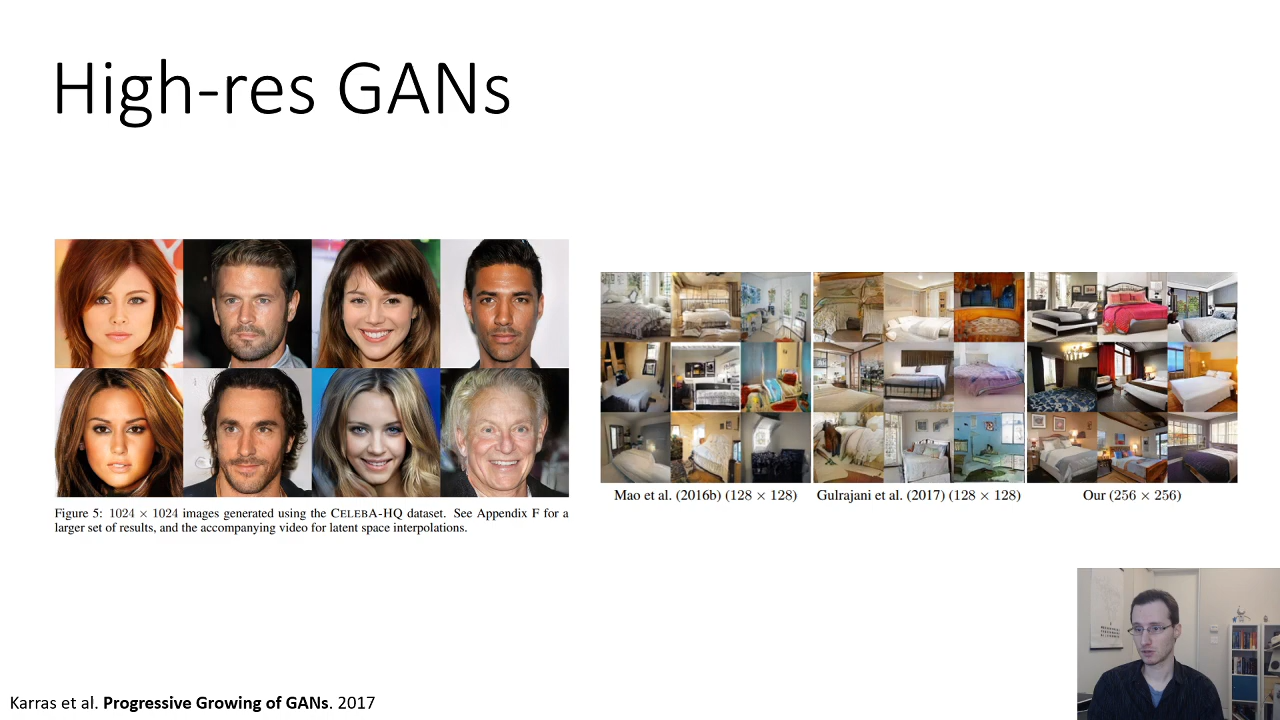 High-res GANs
Figure 5: 1024 × 1024 images generated using the CELEBA-HQ dataset. See Appendix F for a
larger set of results, and the accompanying video for latent space interpolations.
Mao et al. (2016b) (128 × 128)
Gulrajani et al. (2017) (128 × 128)
Our (256 × 256)
Karras et al. Progressive Growing of GANs. 2017